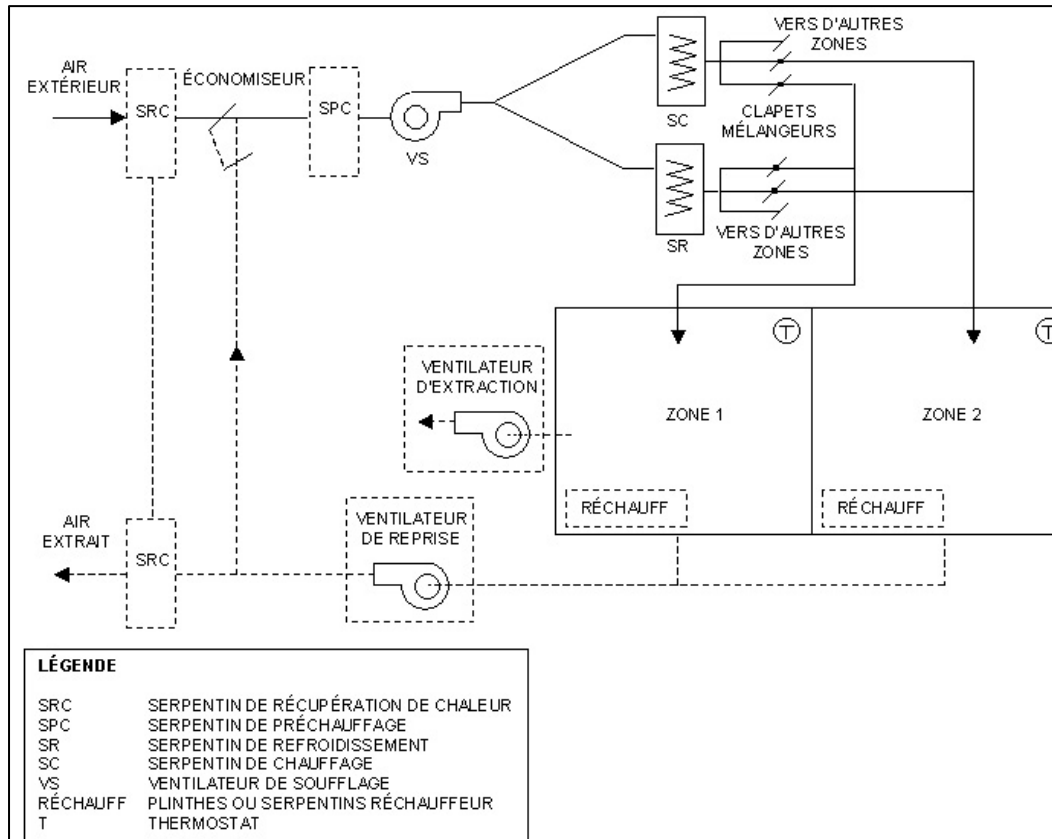 VERS D'AUTRES
ZONES
AIR
EXTÉRIEUR
ÉCONOMISEUR
SRC
SPC
VS
SC
CLAPETS
MÉLANGEURS
SR
VERS D'AUTRES
ZONES
T
T
VENTILATEUR
D'EXTRACTION
ZONE 1
ZONE 2
RÉCHAUFF
RÉCHAUFF
AIR
EXTRAIT
SRC
VENTILATEUR
DE REPRISE
LÉGENDE
SRC SERPENTIN DE RÉCUPÉRATION DE CHALEUR
SPC SERPENTIN DE PRÉCHAUFFAGE
SR SERPENTIN DE REFROIDISSEMENT
SC SERPENTIN DE CHAUFFAGE
VS VENTILATEUR DE SOUFFLAGE
RÉCHAUFF PLINTHES OU SERPENTINS RÉCHAUFFEUR
T THERMOSTAT